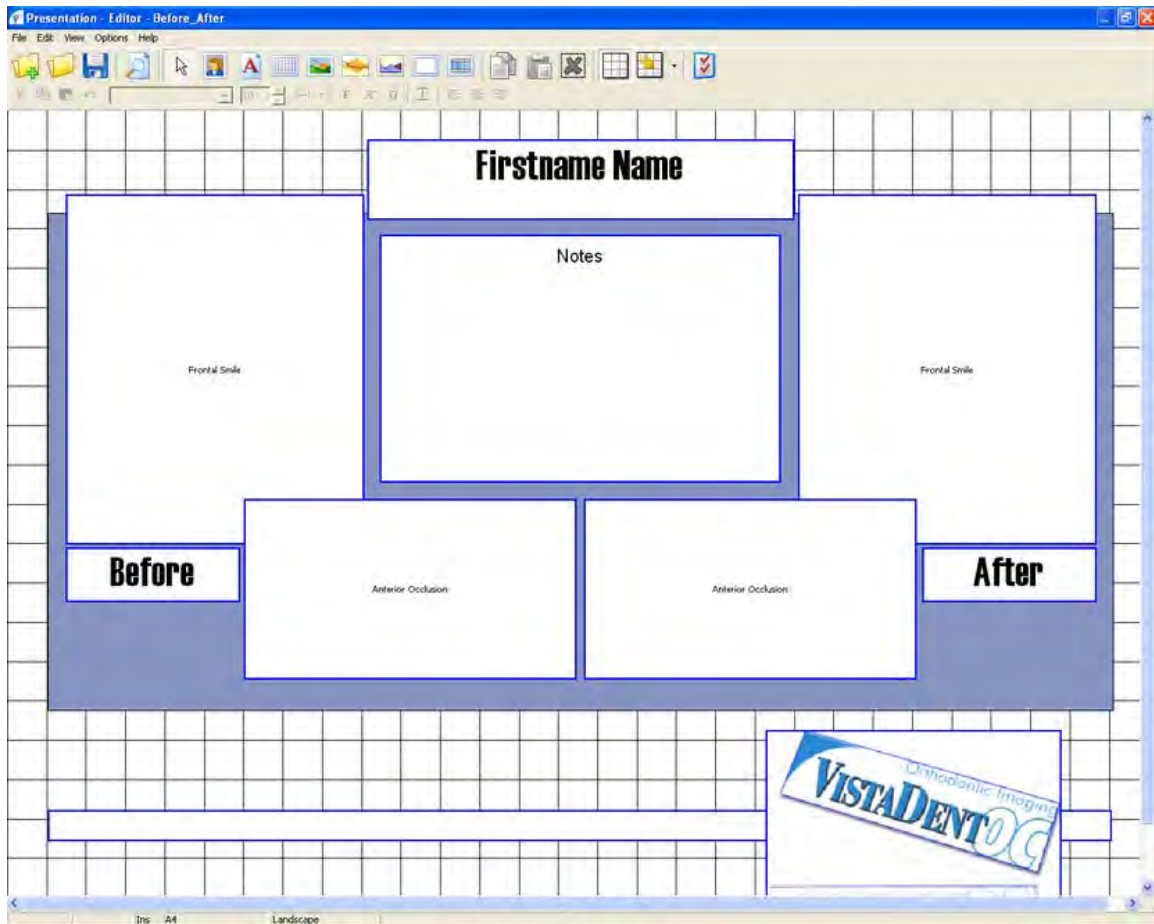 Presentation - Editor - Before_After
File Edit View Options Help
Firstname Name
Notes
Frontal Smile
Frontal Smile
Before
After
Anterior Occlusion
Anterior Occlusion
Orthodontic Imaging
VISTADENT OC
Ins A4 Landscape